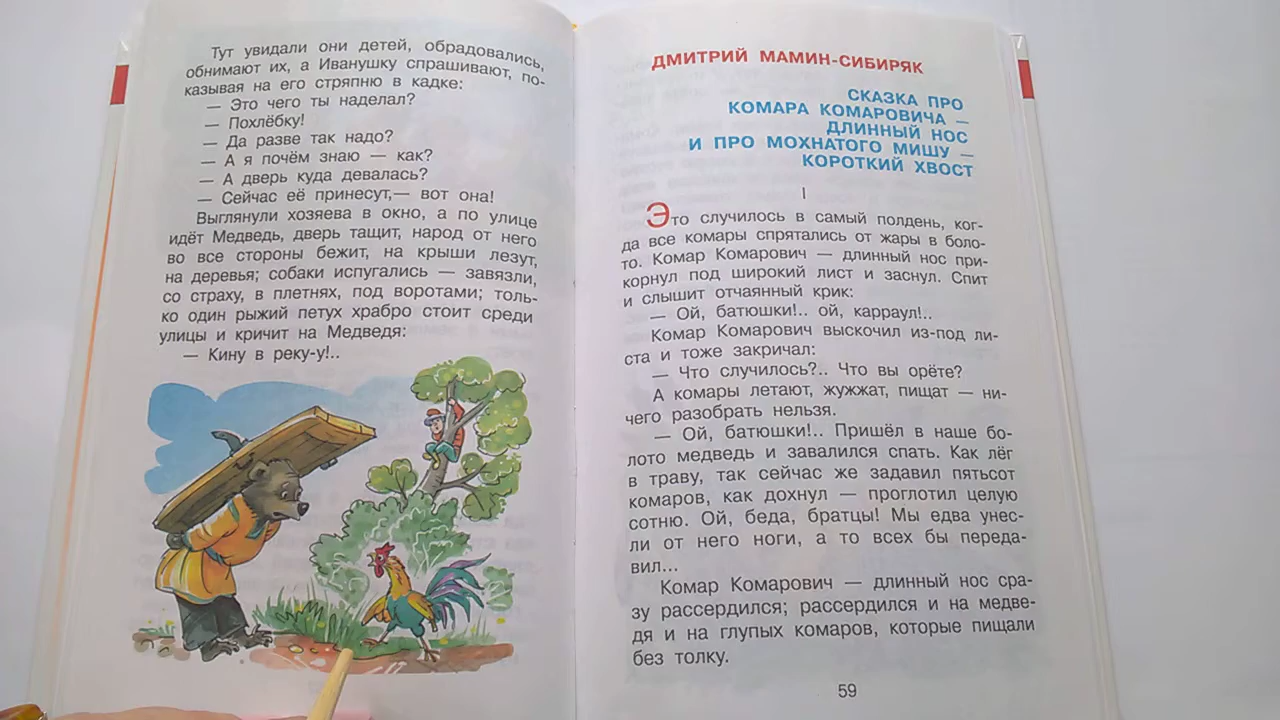 Тут увидали они детей, обрадовались,
обнимают их, а Иванушку спрашивают, по-
казывая на его стряпню в кадке:
— Это чего ты наделал?
— Похлёбку!
— Да разве так надо?
— А я почём знаю — как?
— А дверь куда девалась?
— Сейчас её принесут,— вот она!
Выглянули хозяева в окно, а по улице
идёт Медведь, дверь тащит, народ от него
во все стороны бежит, на крыши лезут,
на деревья; собаки испугались — завязли,
со страху, в плетнях, под воротами; толь-
ко один рыжий петух храбро стоит среди
улицы и кричит на Медведя:
— Кину в реку-у!..
ДМИТРИЙ МАМИН-СИБИРЯК
СКАЗКА ПРО
КОМАРА КОМАРОВИЧА —
ДЛИННЫЙ НОС
И ПРО МОХНАТОГО МИШУ —
КОРОТКИЙ ХВОСТ
I
Это случилось в самый полдень, ког-
да все комары спрятались от жары в боло-
то. Комар Комарович — длинный нос при-
корнул под широкий лист и заснул. Спит
и слышит отчаянный крик:
— Ой, батюшки!.. ой, карраул!..
Комар Комарович выскочил из-под ли-
ста и тоже закричал:
— Что случилось?.. Что вы орёте?
А комары летают, жужжат, пищат — ни-
чего разобрать нельзя.
— Ой, батюшки!.. Пришёл в наше бо-
лото медведь и завалился спать. Как лёг
в траву, так сейчас же задавил пятьсот
комаров, как дохнул — проглотил целую
сотню. Ой, беда, братцы! Мы едва унес-
ли от него ноги, а то всех бы переда-
вил...
Комар Комарович — длинный нос сра-
зу рассердился; рассердился и на медве-
дя и на глупых комаров, которые пищали
без толку.
59